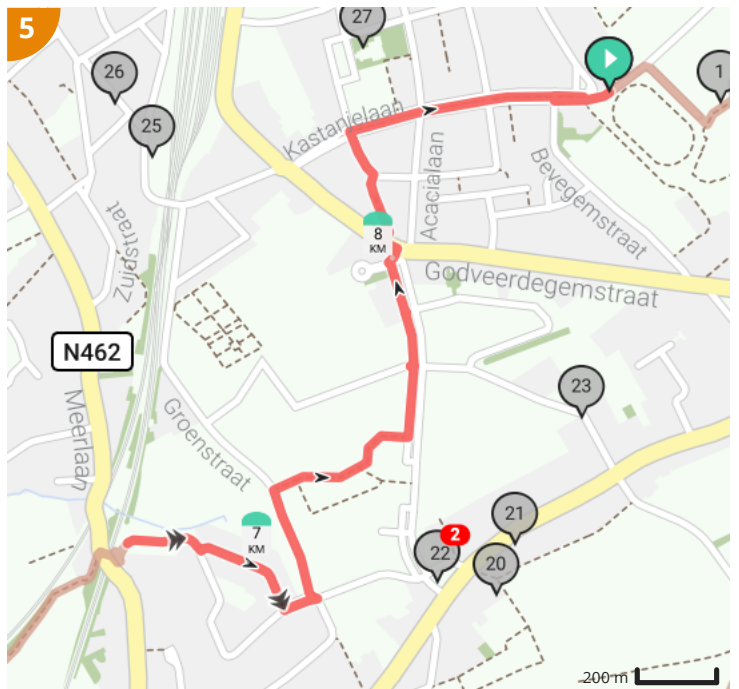 5
27
26
1
25
Kastanjelaan
Acacialaan
Bevegemstraat
Zuidstraat
8
KM
Godveerdegemstraat
N462
Meerlaan
23
Groenstraat
7
KM
21
2
22
20
200 m